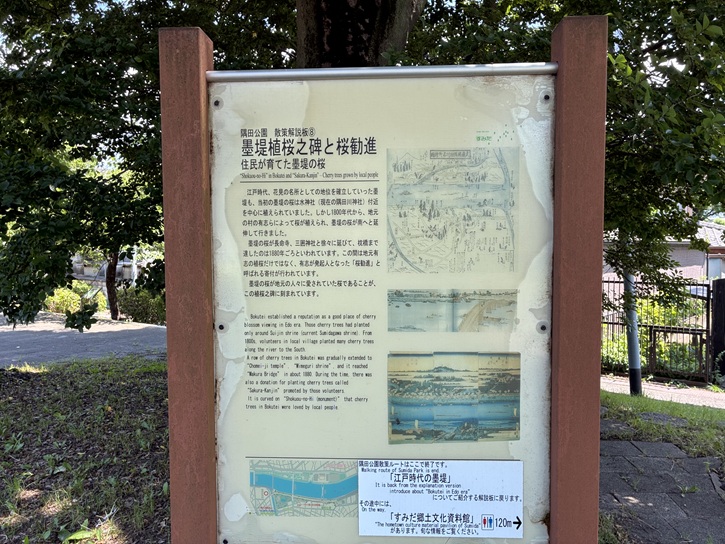 隅田公園 散策解説板⑧
墨堤植桜之碑と桜勧進
住民が育てた墨堤の桜
"Shokuou-no-Hi" in Bokutei and "Sakura-Kanjin" - Cherry trees grown by local people
江戸時代、花見の名所としての地位を確立していった墨
堤も、当初の墨堤の桜は水神社（現在の隅田川神社）付近
を中心に植えられていました。しかし1800年代から、地元
の村の有志らによって桜が植えられ、墨堤の桜が南へと延
伸して行きました。
墨堤の桜が長命寺、三囲神社と徐々に延びて、枕橋まで
達したのは1880年ごろといわれています。この間は地元有
志の植桜だけではなく、有志が発起人となった「桜勧進」と
呼ばれる寄付が行われています。
墨堤の桜が地元の人々に愛されていた桜であることが、
この植桜之碑に刻まれています。
Bokutei established a reputation as a good place of cherry
blossom viewing in Edo era. Those cherry trees had planted
only around Suijin shrine (current Sumidagawa shrine). From
1800s, volunteers in local village planted many cherry trees
along the river to the South.
A row of cherry trees in Bokutei was gradually extended to
"Chomei-ji temple", "Mimeguri shrine", and it reached
"Makura Bridge" in about 1880. During the time, there was
also a donation for planting cherry trees called
"Sakura-Kanjin" promoted by those volunteers.
It is curved on "Shokuou-no-Hi (monument)" that cherry
trees in Bokutei were loved by local people
隅田公園散策ルートはここで終了です。
Walking route of Sumida Park is end
「江戸時代の墨堤」
It is back from the explanation version
introduce about "Bokutei in Edo era"
についてご紹介する解説板に戻ります。
その途中には、
On the way,
「すみだ郷土文化資料館」
"The hometown culture material pavilion of Sumida"
があります。旬な情報をご覧ください。
120m